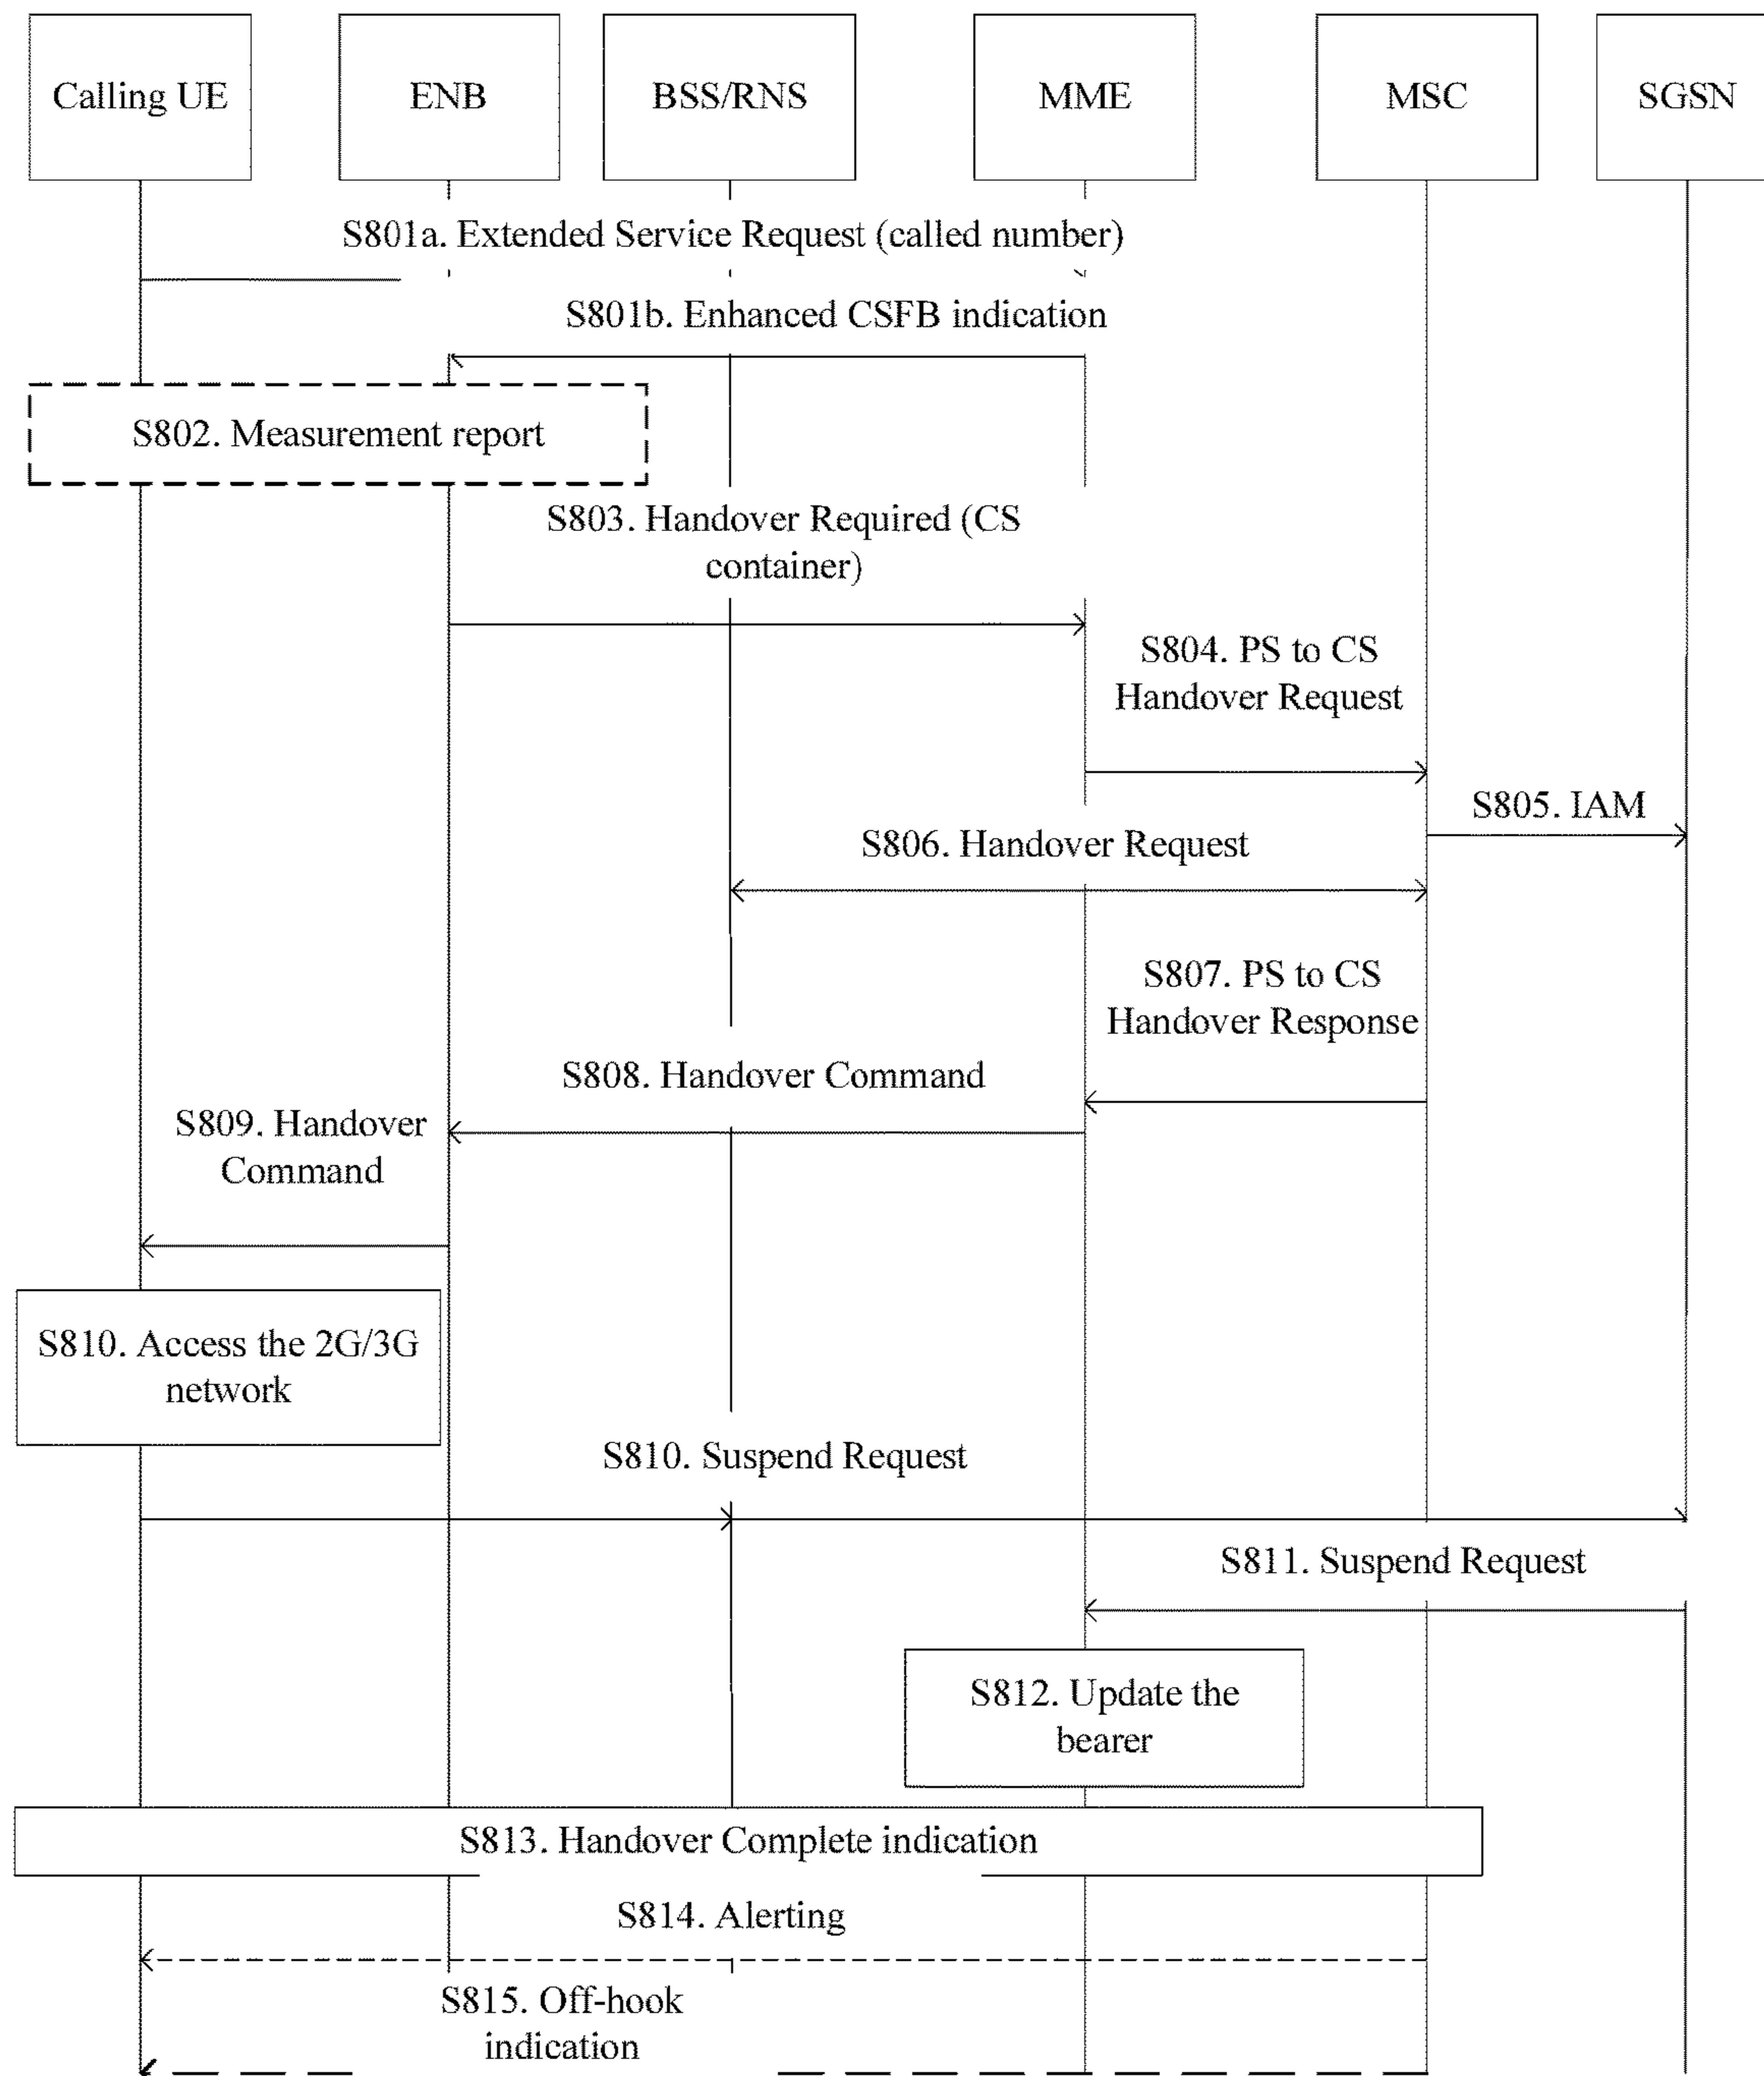 Calling UE
ENB
BSS/RNS
MME
MSC
SGSN
S801a. Extended Service Request (called number)
S801b. Enhanced CSFB indication
S802. Measurement report
S803. Handover Required (CS
container)
S804. PS to CS
Handover Request
S805. IAM
S806. Handover Request
S807. PS to CS
Handover Response
S808. Handover Command
S809. Handover
Command
S810. Access the 2G/3G
network
S810. Suspend Request
S811. Suspend Request
S812. Update the
bearer
S813. Handover Complete indication
S814. Alerting
S815. Off-hook
indication